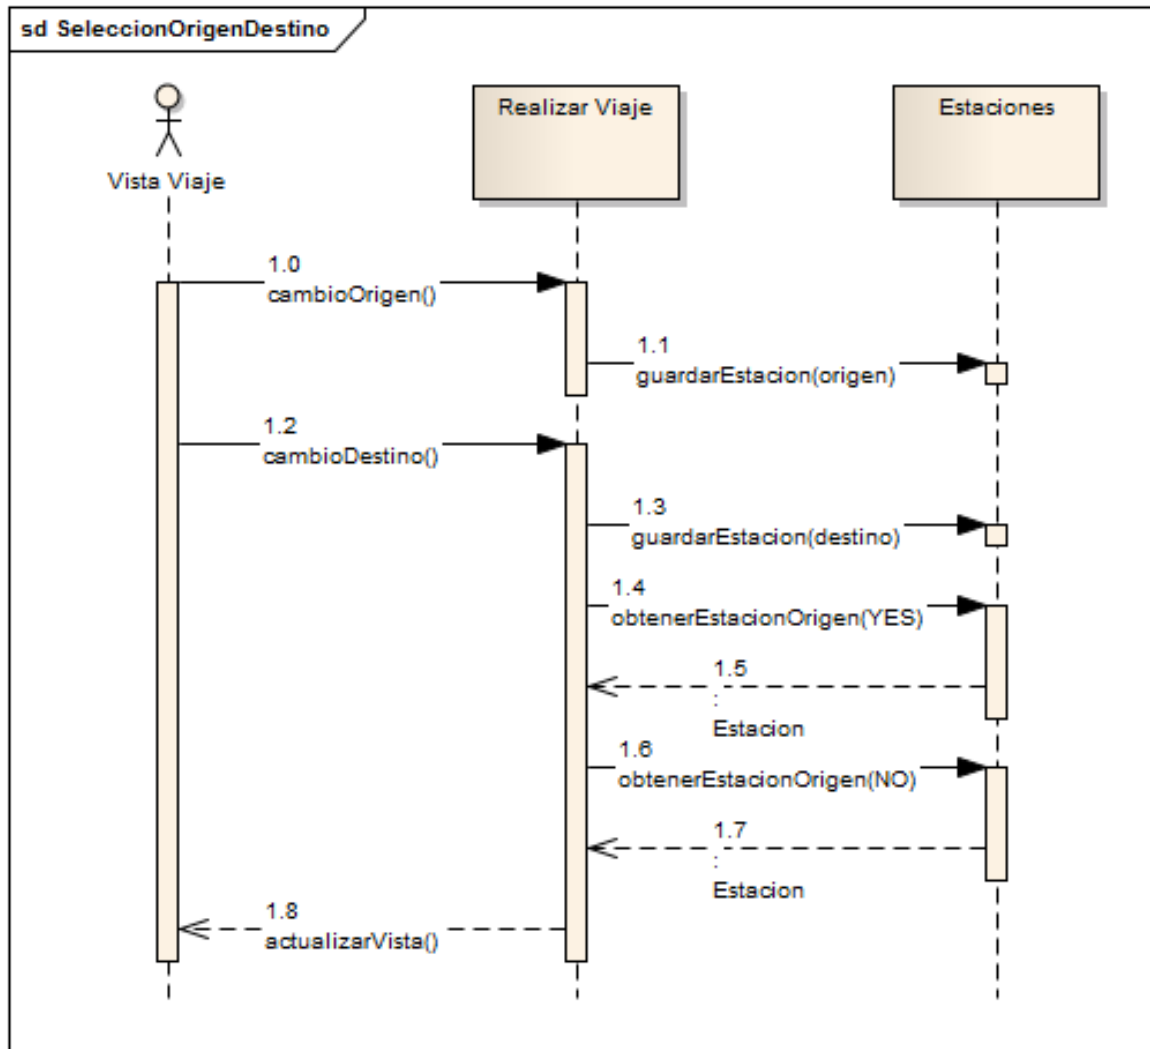 sd SeleccionOrigenDestino
Vista Viaje
Realizar Viaje
Estaciones
1.0
cambioOrigen()
1.1
guardarEstacion(origen)
1.2
cambioDestino()
1.3
guardarEstacion(destino)
1.4
obtenerEstacionOrigen(YES)
1.5
:
Estacion
1.6
obtenerEstacionOrigen(NO)
1.7
:
Estacion
1.8
actualizarVista()